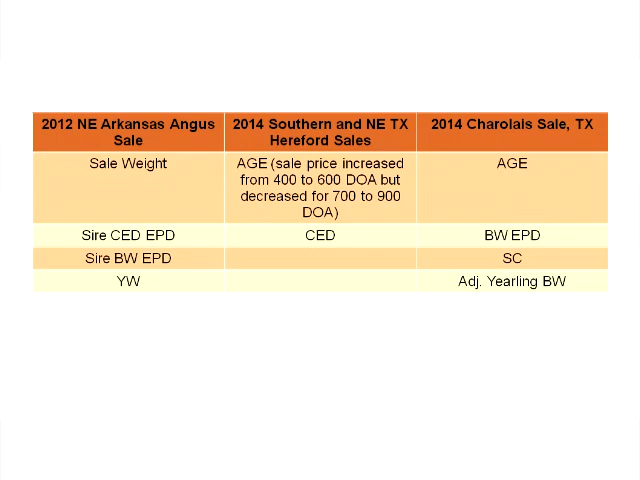 2012 NE Arkansas Angus
Sale
2014 Southern and NE TX
Hereford Sales
2014 Charolais Sale, TX
Sale Weight
AGE (sale price increased
from 400 to 600 DOA but
decreased for 700 to 900
DOA)
AGE
Sire CED EPD
CED
BW EPD
Sire BW EPD
SC
YW
Adj. Yearling BW